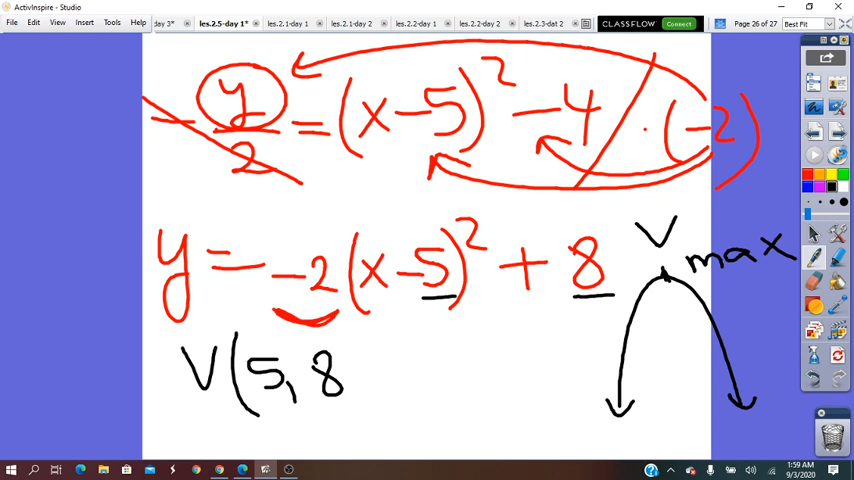 ActivInspire - Studio
File Edit View Insert Tools Help
day 3* les.2.5-day 1* les.2.1-day 1 les.2.1-day 2 les.2.2-day 1 les.2.2-day 2 les.2.3-dat 2 CLASSFLOW Connect Page 26 of 27 Best Fit
- y/2 = (x-5)² - 4 / · (-2)
y = -2(x-5)² + 8
V max
V(5, 8
1:59 AM
9/3/2020